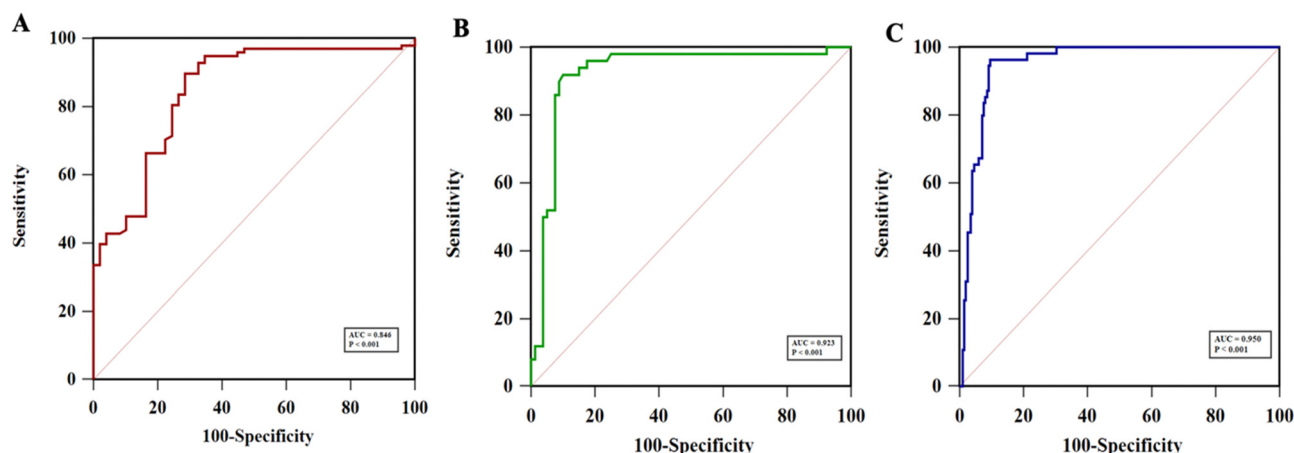 A
100
80
60
40
20
0
Sensitivity
AUC = 0.846
P < 0.001
0 20 40 60 80 100
100-Specificity
B
100
80
60
40
20
0
Sensitivity
AUC = 0.923
P < 0.001
0 20 40 60 80 100
100-Specificity
C
100
80
60
40
20
0
Sensitivity
AUC = 0.950
P < 0.001
0 20 40 60 80 100
100-Specificity